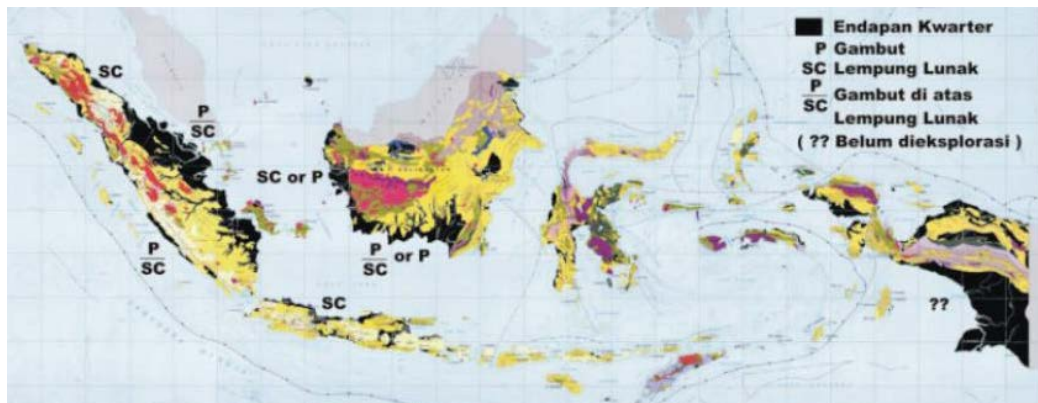 Endapan Kwarter
P Gambut
SC Lempung Lunak
P
SC
Gambut di atas
Lempung Lunak
( ?? Belum dieksplorasi )
SC
P
SC
SC or P
P
SC
P
SC
or P
SC
??